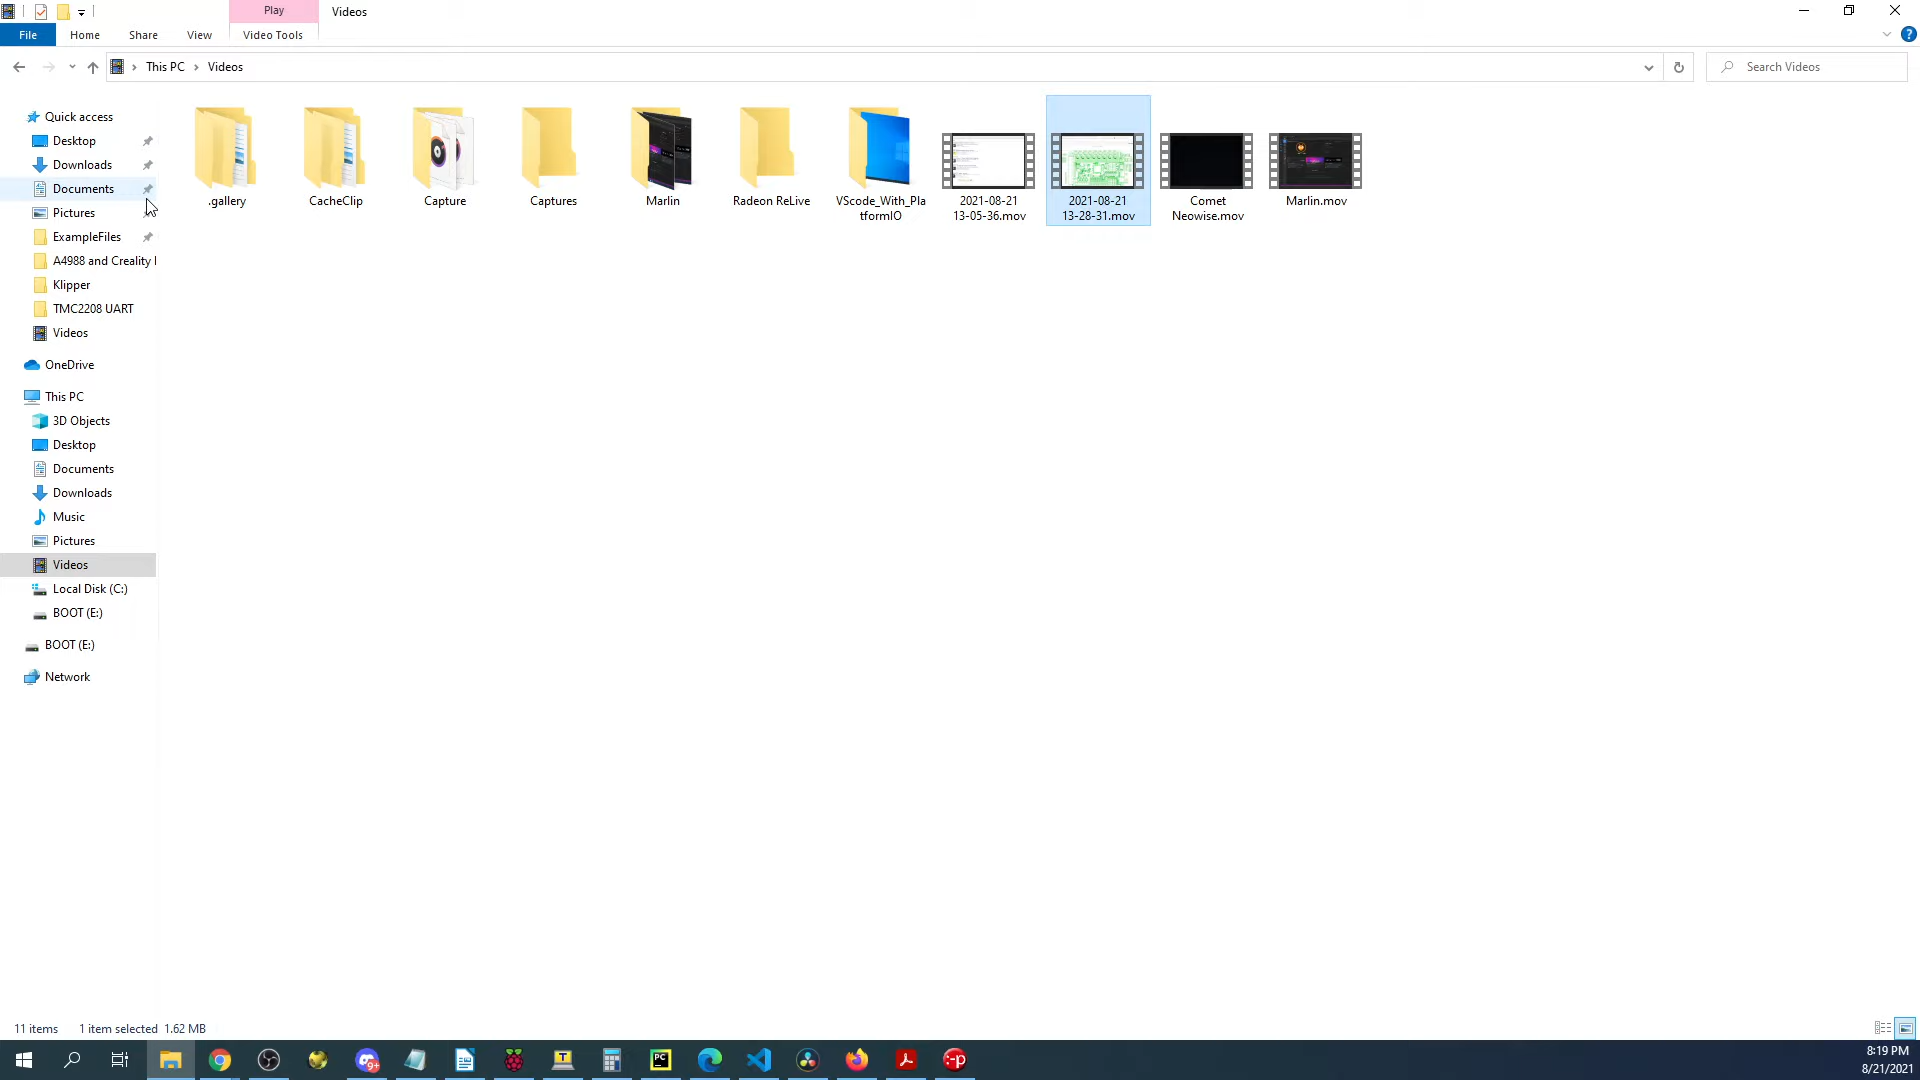 Play
Videos
File
Home
Share
View
Video Tools
This PC
Videos
Search Videos
Quick access
Desktop
Downloads
Documents
Pictures
ExampleFiles
A4988 and Creality
Klipper
TMC2208 UART
Videos
OneDrive
This PC
3D Objects
Desktop
Documents
Downloads
Music
Pictures
Videos
Local Disk (C:)
BOOT (E:)
BOOT (E:)
Network
.gallery
CacheClip
Capture
Captures
Marlin
Radeon ReLive
VScode_With_Pla
tformIO
2021-08-21
13-05-36.mov
2021-08-21
13-28-31.mov
Comet
Neowise.mov
Marlin.mov
11 items
1 item selected 1.62 MB
8:19 PM
8/21/2021